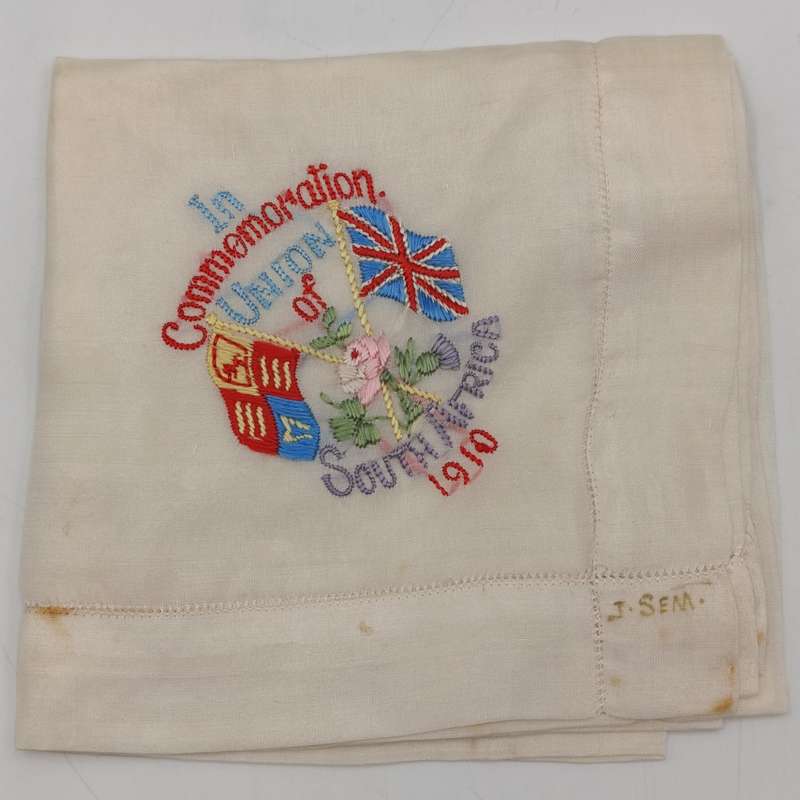 In
Commemoration.
UNION
of
SOUTH AFRICA
1910
J. SEM.